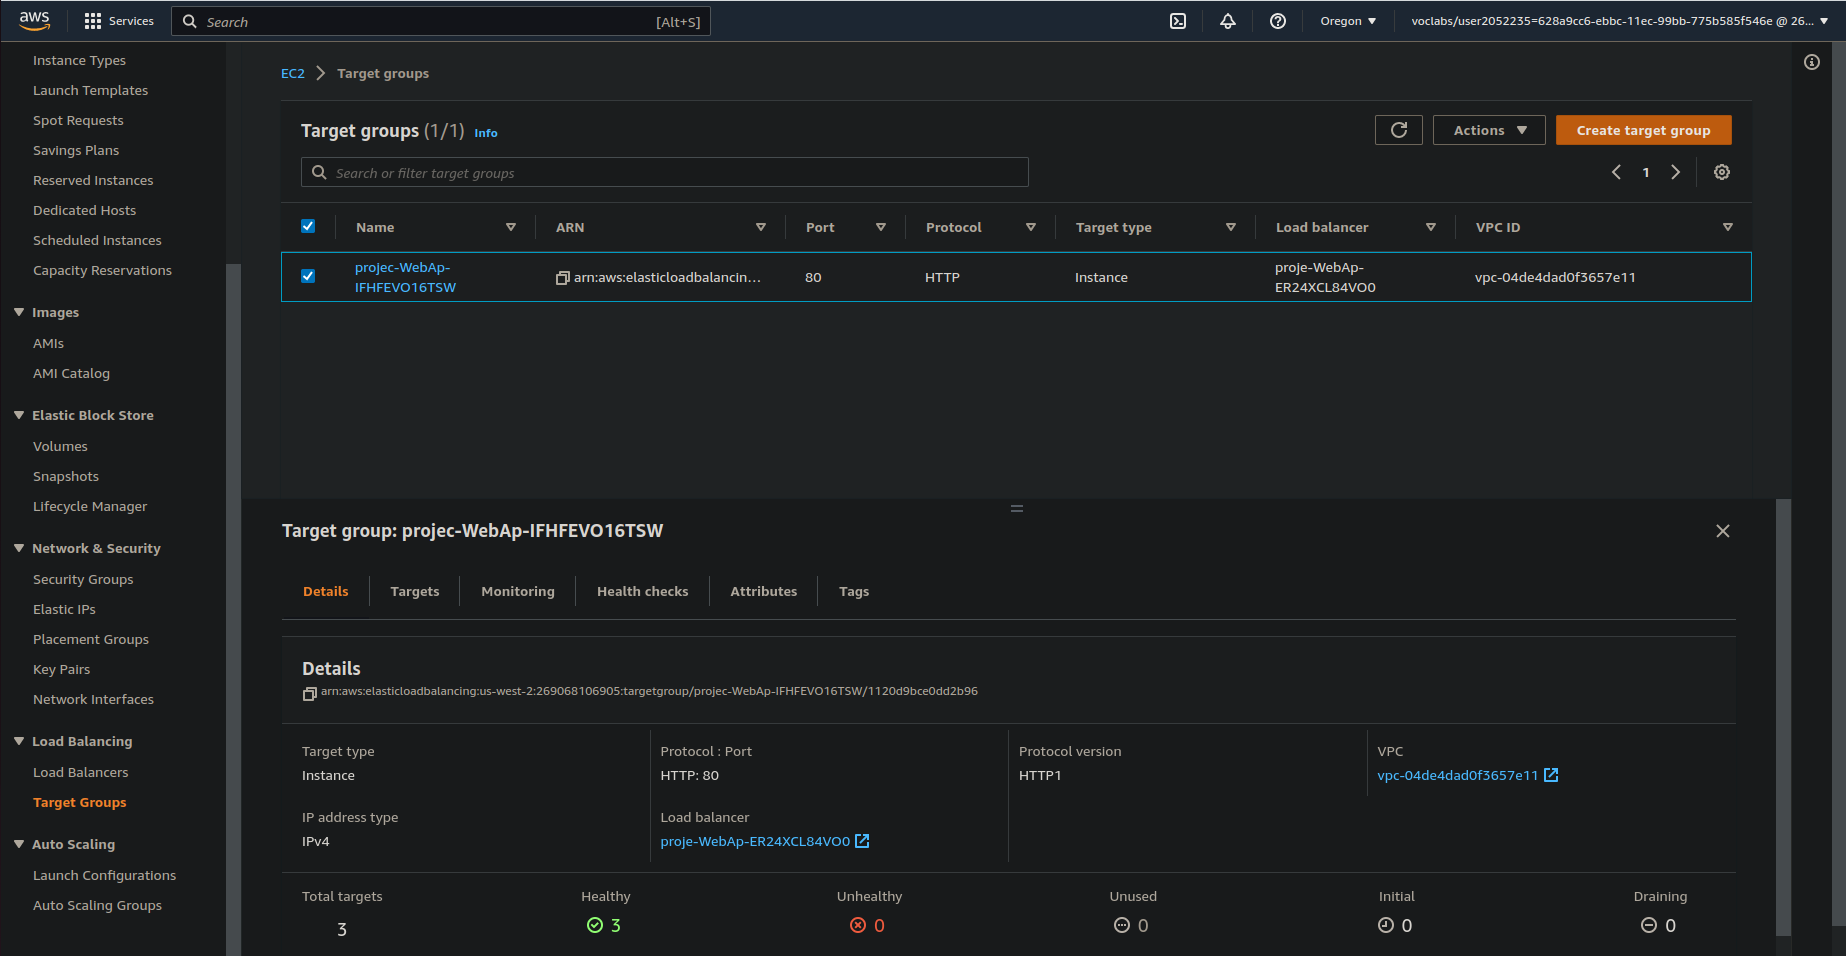 aws
Services
Search
[Alt+S]
Oregon
voclabs/user2052235=628a9cc6-ebbc-11ec-99bb-775b585f546e @ 26...
Instance Types
Launch Templates
Spot Requests
Savings Plans
Reserved Instances
Dedicated Hosts
Scheduled Instances
Capacity Reservations
Images
AMIs
AMI Catalog
Elastic Block Store
Volumes
Snapshots
Lifecycle Manager
Network & Security
Security Groups
Elastic IPs
Placement Groups
Key Pairs
Network Interfaces
Load Balancing
Load Balancers
Target Groups
Auto Scaling
Launch Configurations
Auto Scaling Groups
EC2 Target groups
Target groups (1/1) Info
Actions
Create target group
Search or filter target groups
1
Name ARN Port Protocol Target type Load balancer VPC ID
projec-WebAp-
IFHFEVO16TSW
arn:aws:elasticloadbalancin...
80
HTTP
Instance
proje-WebAp-
ER24XCL84VO0
vpc-04de4dad0f3657e11
Target group: projec-WebAp-IFHFEVO16TSW
Details Targets Monitoring Health checks Attributes Tags
Details
arn:aws:elasticloadbalancing:us-west-2:269068106905:targetgroup/projec-WebAp-IFHFEVO16TSW/1120d9bce0dd2b96
Target type
Instance
Protocol : Port
HTTP: 80
Protocol version
HTTP1
VPC
vpc-04de4dad0f3657e11
IP address type
IPv4
Load balancer
proje-WebAp-ER24XCL84VO0
Total targets
3
Healthy
3
Unhealthy
0
Unused
0
Initial
0
Draining
0